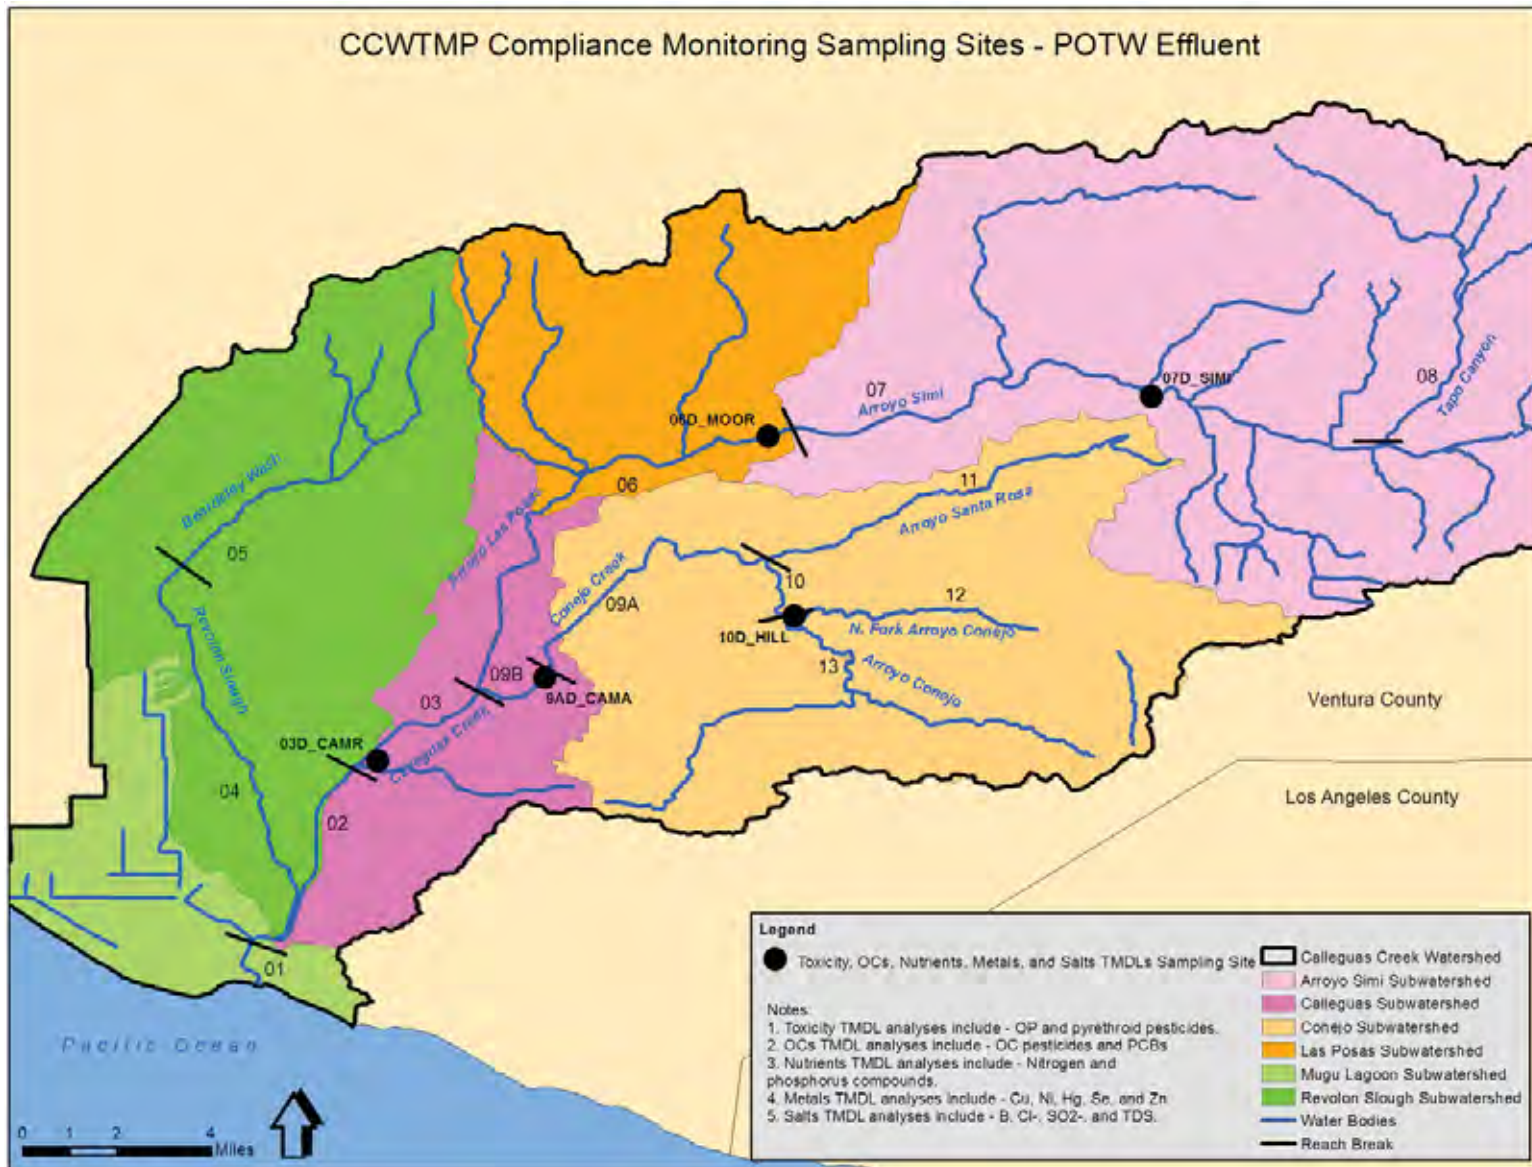 CCWTMP Compliance Monitoring Sampling Sites - POTW Effluent
07D_SIMI
08
Tapo Canyon
07
Arroyo Simi
06D_MOOR
06
11
Arroyo Santa Rosa
Beardsley Wash
05
Arroyo Las Posas
Conejo Creek
09A
10
12
N. Fork Arroyo Conejo
10D_HILL
13
Arroyo Conejo
Revolon Slough
09B
9AD_CAMA
03
03D_CAMR
Calleguas Creek
04
02
01
Ventura County
Los Angeles County
Pacific Ocean
0 1 2 4
Miles
Legend
Toxicity, OCs, Nutrients, Metals, and Salts TMDLs Sampling Site
Notes:
1. Toxicity TMDL analyses include - OP and pyrethroid pesticides.
2. OCs TMDL analyses include - OC pesticides and PCBs
3. Nutrients TMDL analyses include - Nitrogen and
phosphorus compounds.
4. Metals TMDL analyses include - Cu, Ni, Hg, Se, and Zn
5. Salts TMDL analyses include - B, Cl-, SO2-, and TDS.
Calleguas Creek Watershed
Arroyo Simi Subwatershed
Calleguas Subwatershed
Conejo Subwatershed
Las Posas Subwatershed
Mugu Lagoon Subwatershed
Revolon Slough Subwatershed
Water Bodies
Reach Break